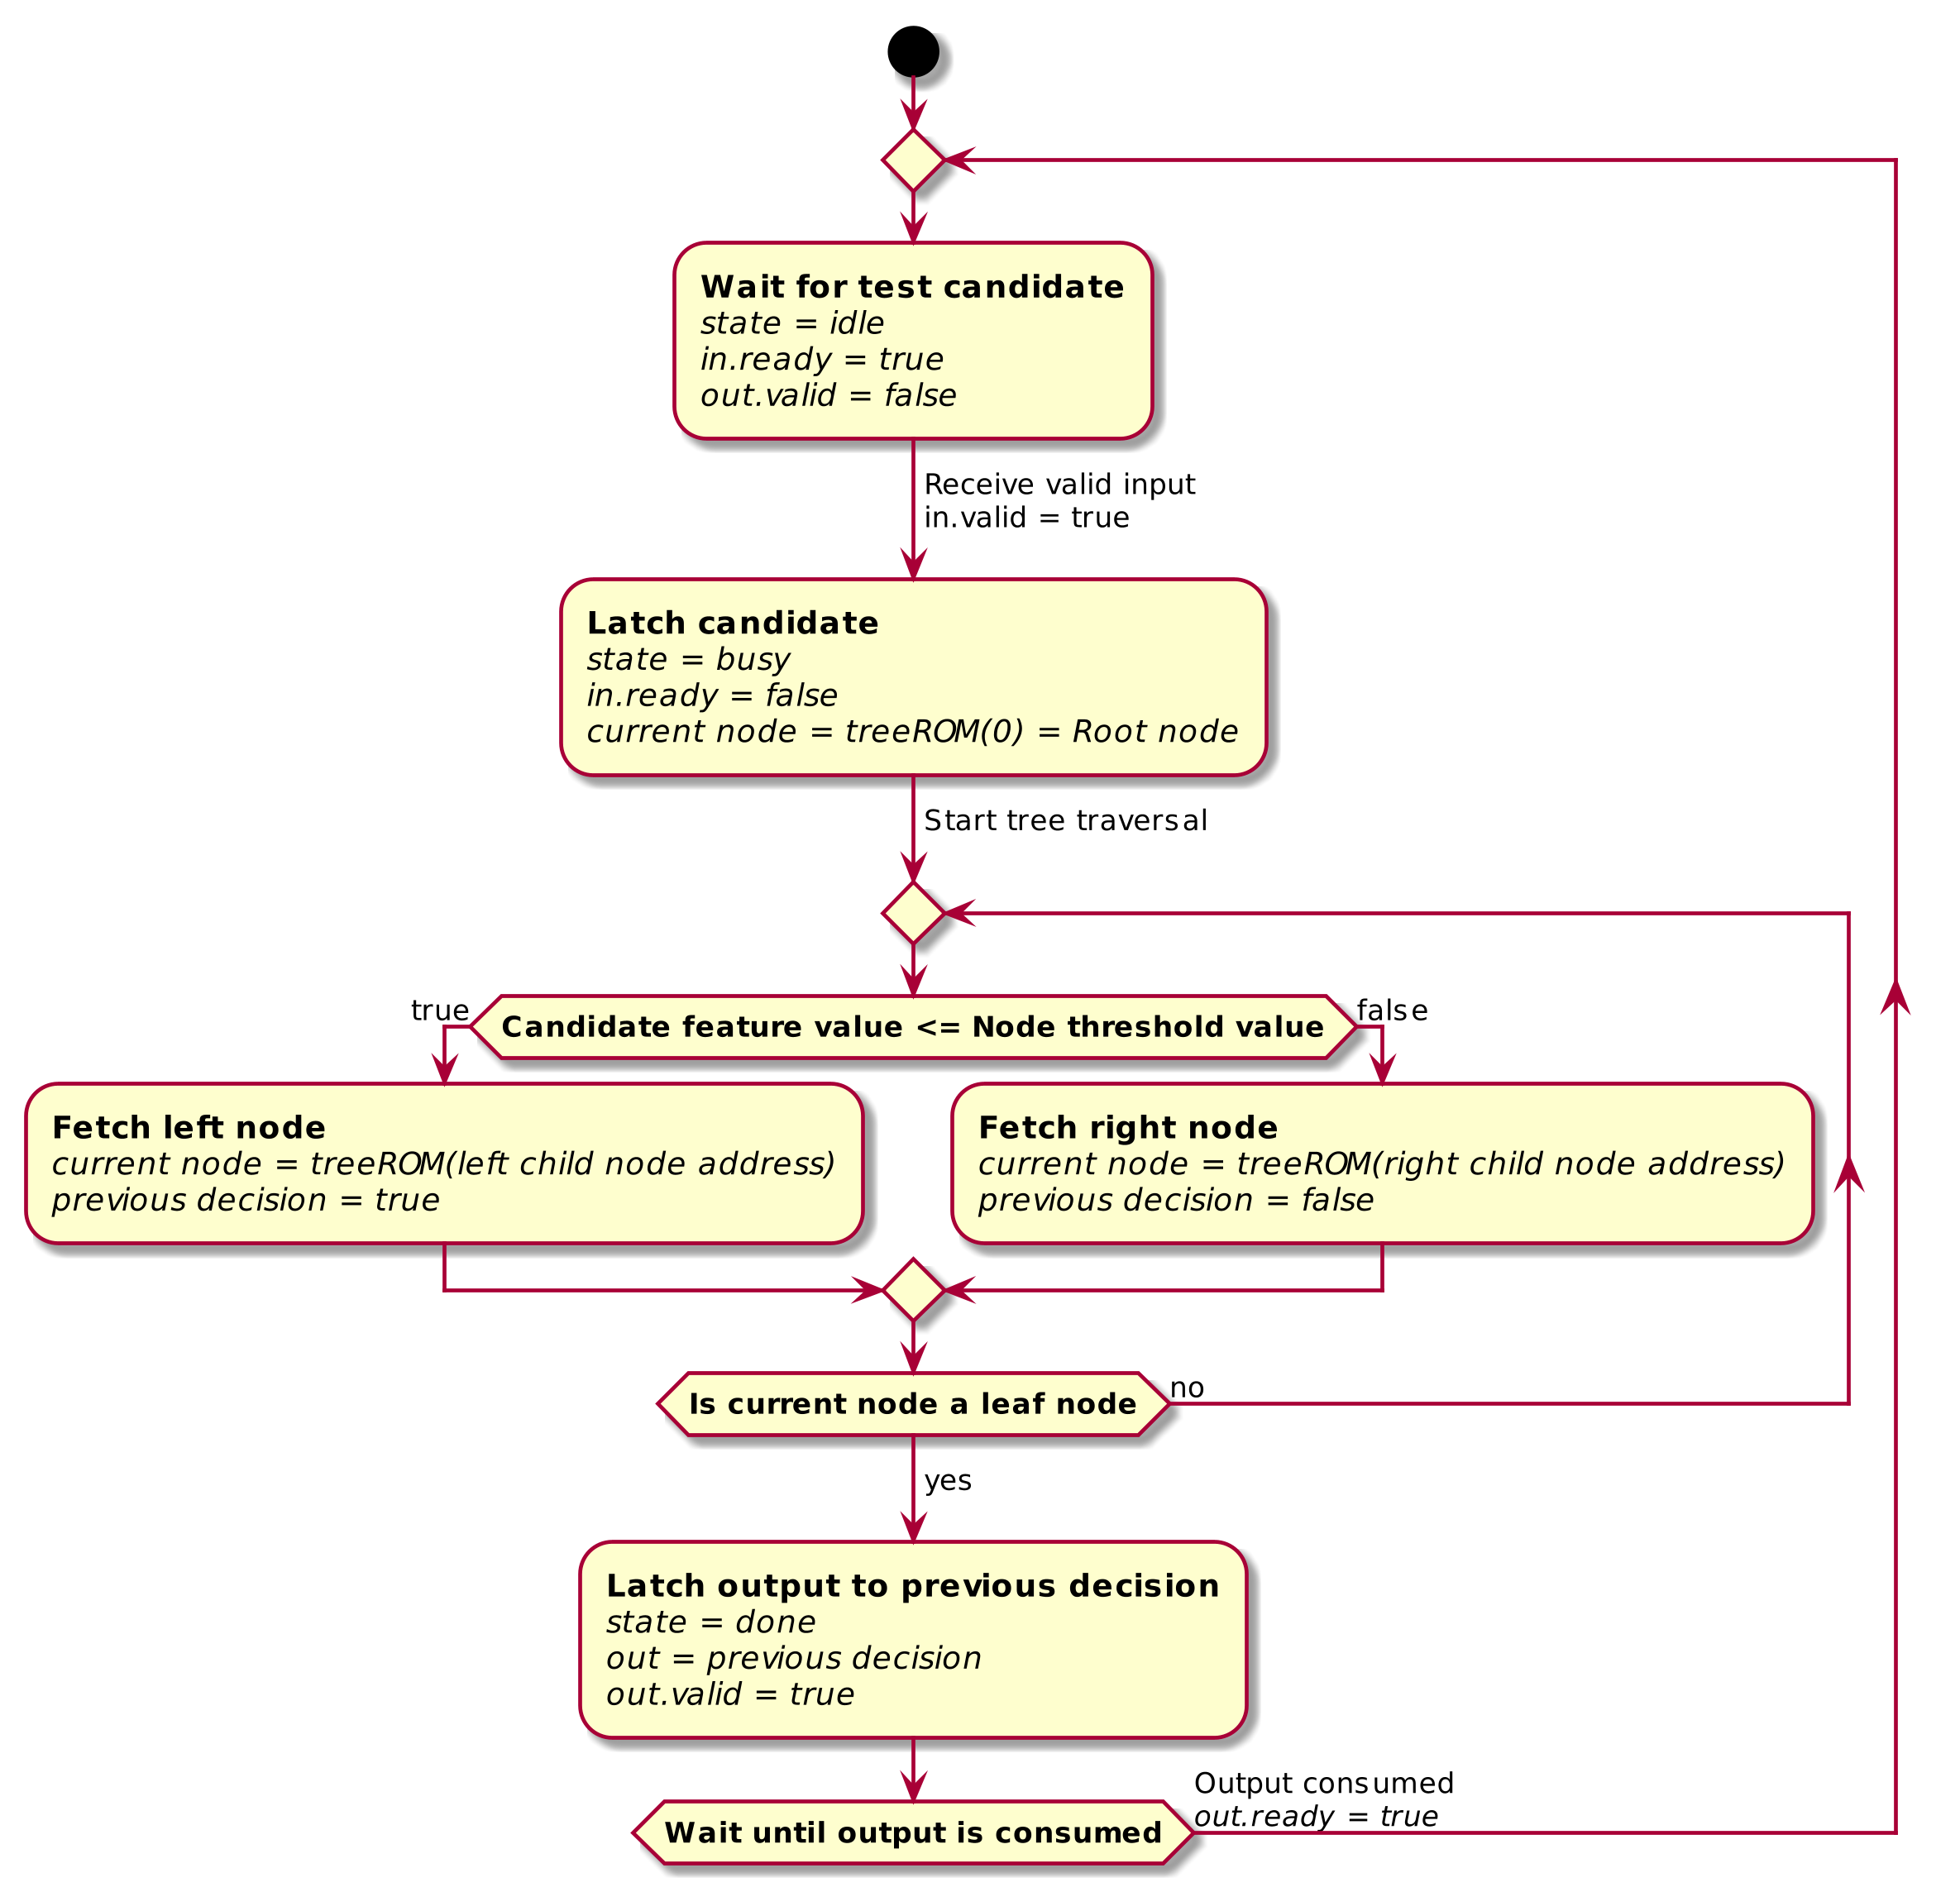 Wait for test candidate
state = idle
in.ready = true
out.valid = false
Receive valid input
in.valid = true
Latch candidate
state = busy
in.ready = false
current node = treeROM(0) = Root node
Start tree traversal
true
Candidate feature value <= Node threshold value
false
Fetch left node
current node = treeROM(left child node address)
previous decision = true
Fetch right node
current node = treeROM(right child node address)
previous decision = false
Is current node a leaf node
no
yes
Latch output to previous decision
state = done
out = previous decision
out.valid = true
Wait until output is consumed
Output consumed
out.ready = true